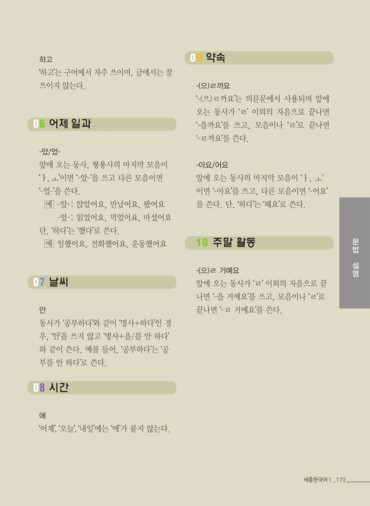 하고
'하고'는 구어에서 자주 쓰이며, 글에서는 잘
쓰이지 않는다.
06 어제 일과
-았/었-
앞에 오는 동사, 형용사의 마지막 모음이
'ㅏ, ㅗ'이면 '-았-'을 쓰고 다른 모음이면
'-었-'을 쓴다.
예 -았- : 앉았어요, 만났어요, 봤어요
-었- : 읽었어요, 먹었어요, 마셨어요
단, '하다'는 '했다'로 쓴다.
예 일했어요, 전화했어요, 운동했어요
07 날씨
안
동사가 '공부하다'와 같이 '명사+하다'인 경
우, '안'을 쓰지 않고 '명사+을/를 안 하다'
와 같이 쓴다. 예를 들어, '공부하다'는 '공
부를 안 하다'로 쓴다.
08 시간
에
'어제', '오늘', '내일'에는 '에'가 붙지 않는다.
09 약속
-(으)ㄹ까요
'-(으)ㄹ까요'는 의문문에서 사용되며 앞에
오는 동사가 'ㄹ' 이외의 자음으로 끝나면
'-을까요'를 쓰고, 모음이나 'ㄹ'로 끝나면
'-ㄹ까요'를 쓴다.
-아요/어요
앞에 오는 동사의 마지막 모음이 'ㅏ, ㅗ'
이면 '-아요'를 쓰고, 다른 모음이면 '-어요'
를 쓴다. 단, '하다'는 '해요'로 쓴다.
10 주말 활동
-(으)ㄹ 거예요
앞에 오는 동사가 'ㄹ' 이외의 자음으로 끝
나면 '-을 거예요'를 쓰고, 모음이나 'ㄹ'로
끝나면 '-ㄹ 거예요'를 쓴다.
문법 설명
세종한국어 1_ 179